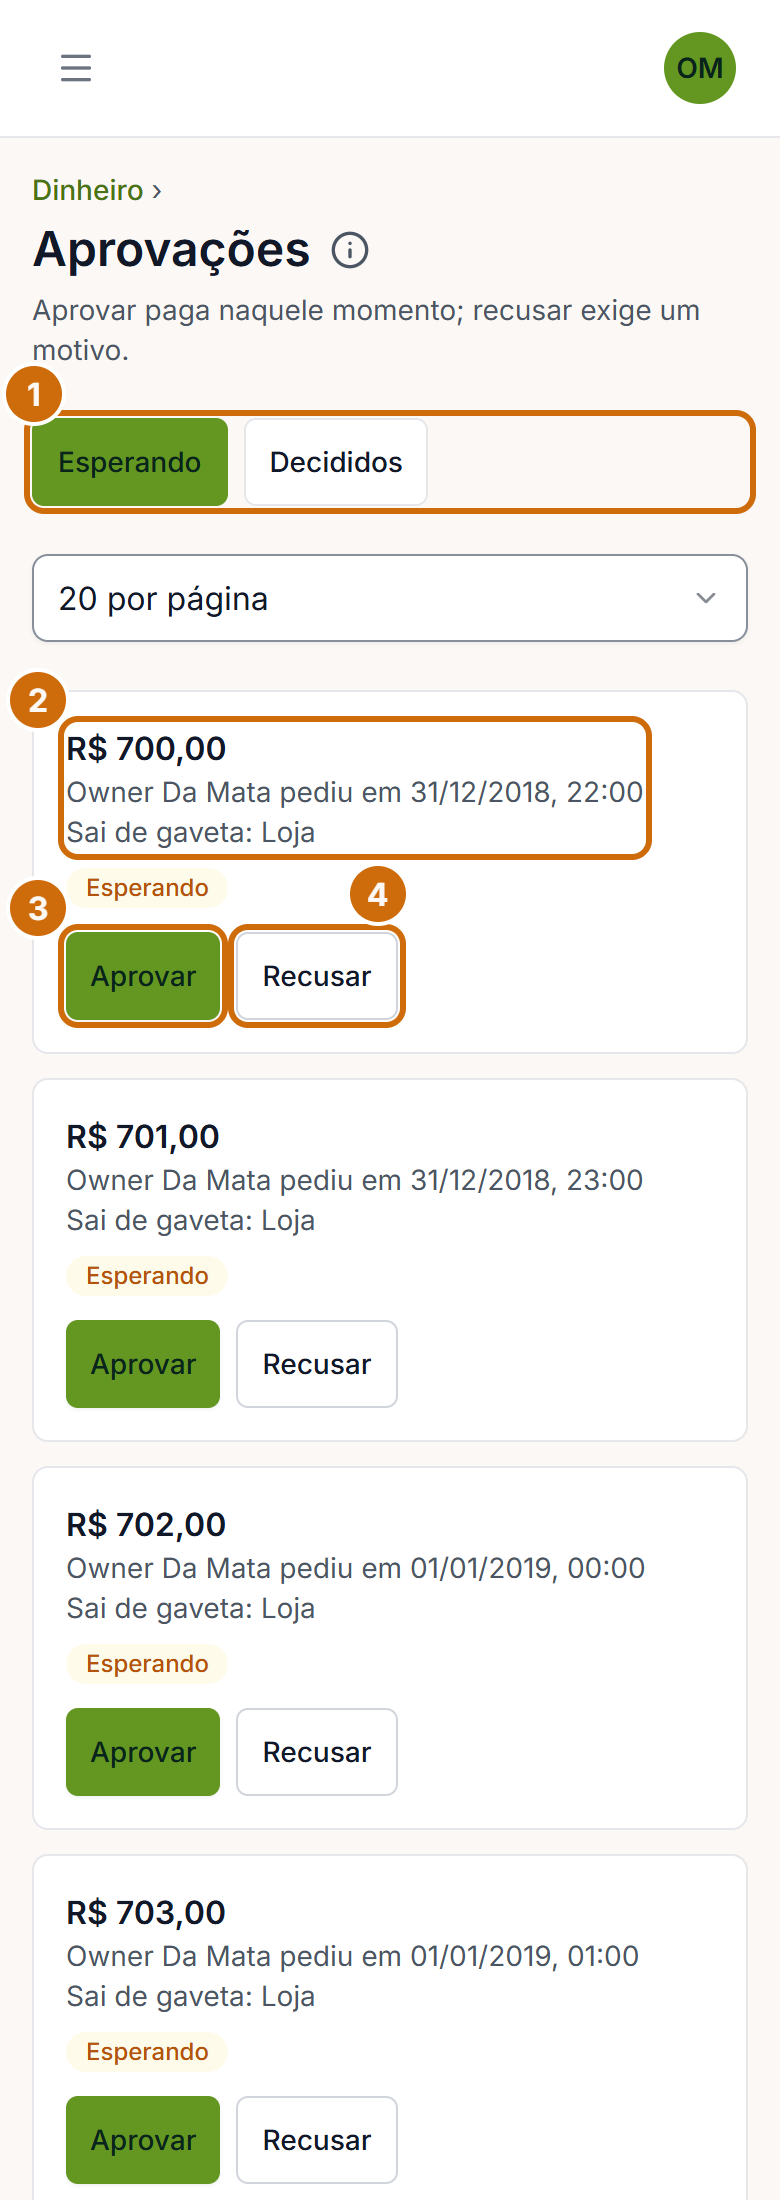 OM
Dinheiro ›
Aprovações
Aprovar paga naquele momento; recusar exige um
motivo.
1
Esperando
Decididos
20 por página
2
R$ 700,00
Owner Da Mata pediu em 31/12/2018, 22:00
Sai de gaveta: Loja
Esperando
3
4
Aprovar
Recusar
R$ 701,00
Owner Da Mata pediu em 31/12/2018, 23:00
Sai de gaveta: Loja
Esperando
Aprovar
Recusar
R$ 702,00
Owner Da Mata pediu em 01/01/2019, 00:00
Sai de gaveta: Loja
Esperando
Aprovar
Recusar
R$ 703,00
Owner Da Mata pediu em 01/01/2019, 01:00
Sai de gaveta: Loja
Esperando
Aprovar
Recusar